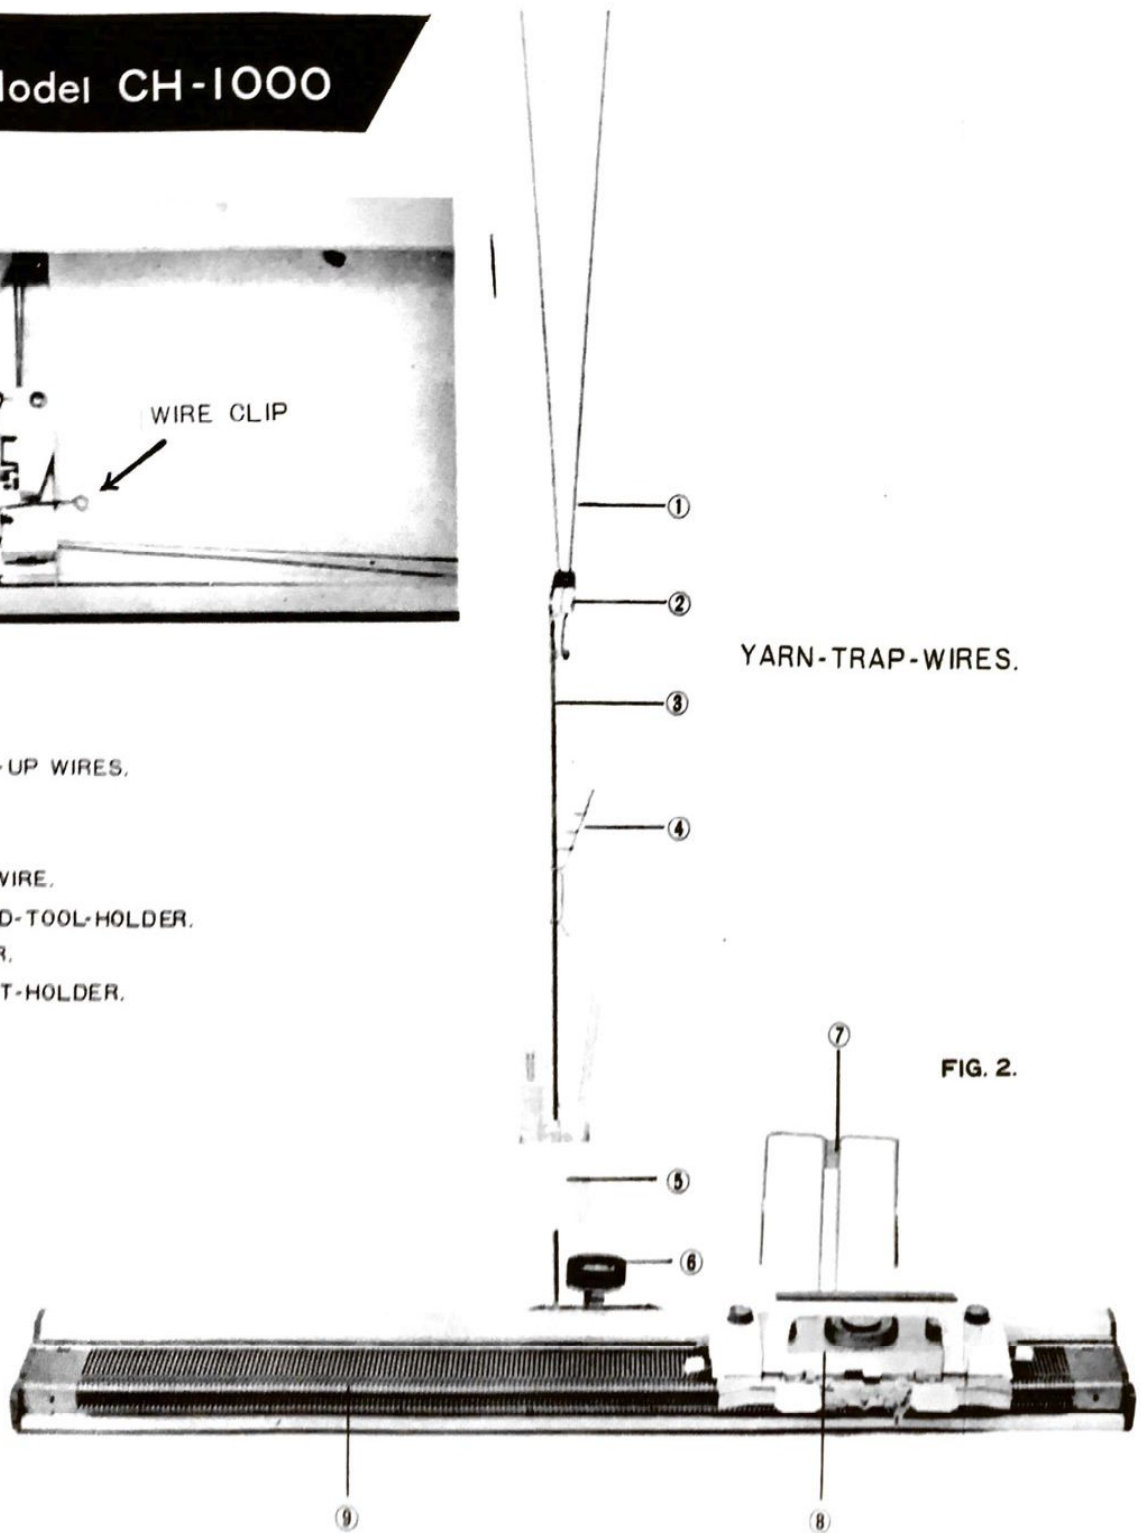 Model CH-1000
WIRE CLIP
①
②
YARN-TRAP-WIRES.
③
-UP WIRES.
④
WIRE.
D-TOOL-HOLDER.
R.
T-HOLDER.
⑦
FIG. 2.
⑤
⑥
⑨
⑧